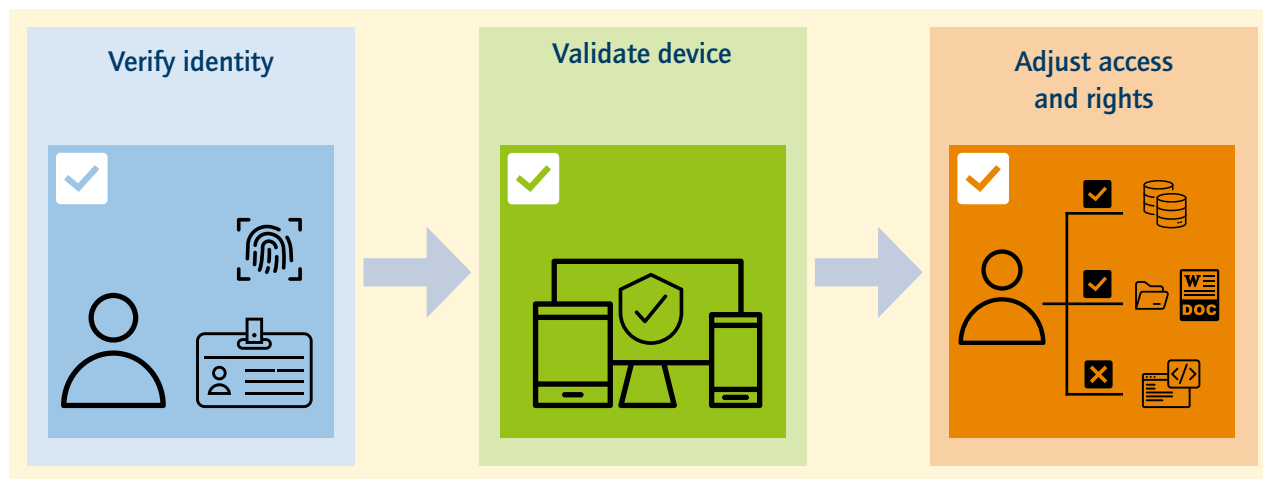 Verify identity
Validate device
Adjust access
and rights
W
DOC
</>